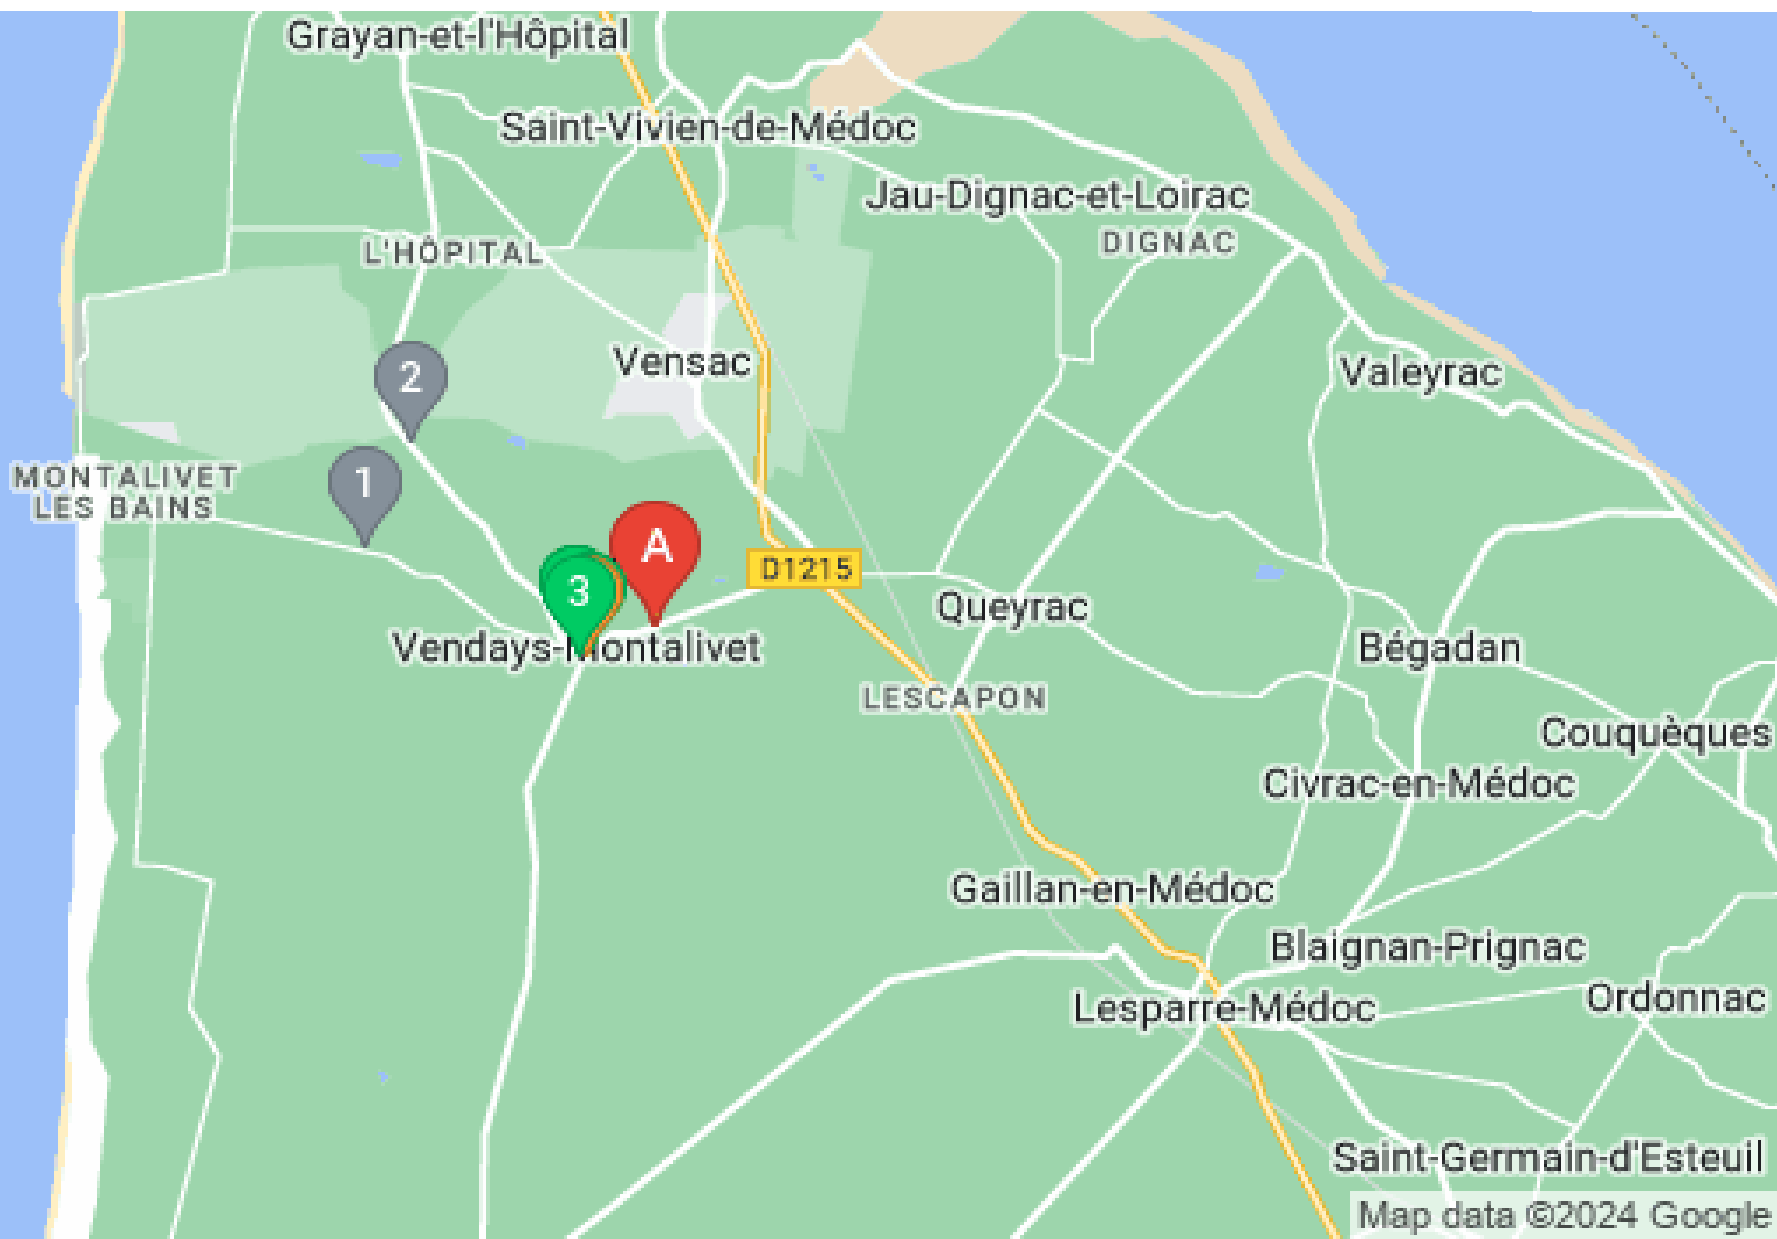 Grayan-et-l'Hôpital
Saint-Vivien-de-Médoc
Jau-Dignac-et-Loirac
DIGNAC
L'HÔPITAL
Vensac
2
Valeyrac
MONTALIVET
LES BAINS
1
A
D1215
3
Queyrac
Vendays-Montalivet
Bégadan
LESCAPON
Couquèques
Civrac-en-Médoc
Gaillan-en-Médoc
Blaignan-Prignac
Ordonnac
Lesparre-Médoc
Saint-Germain-d'Esteuil
Map data ©2024 Google